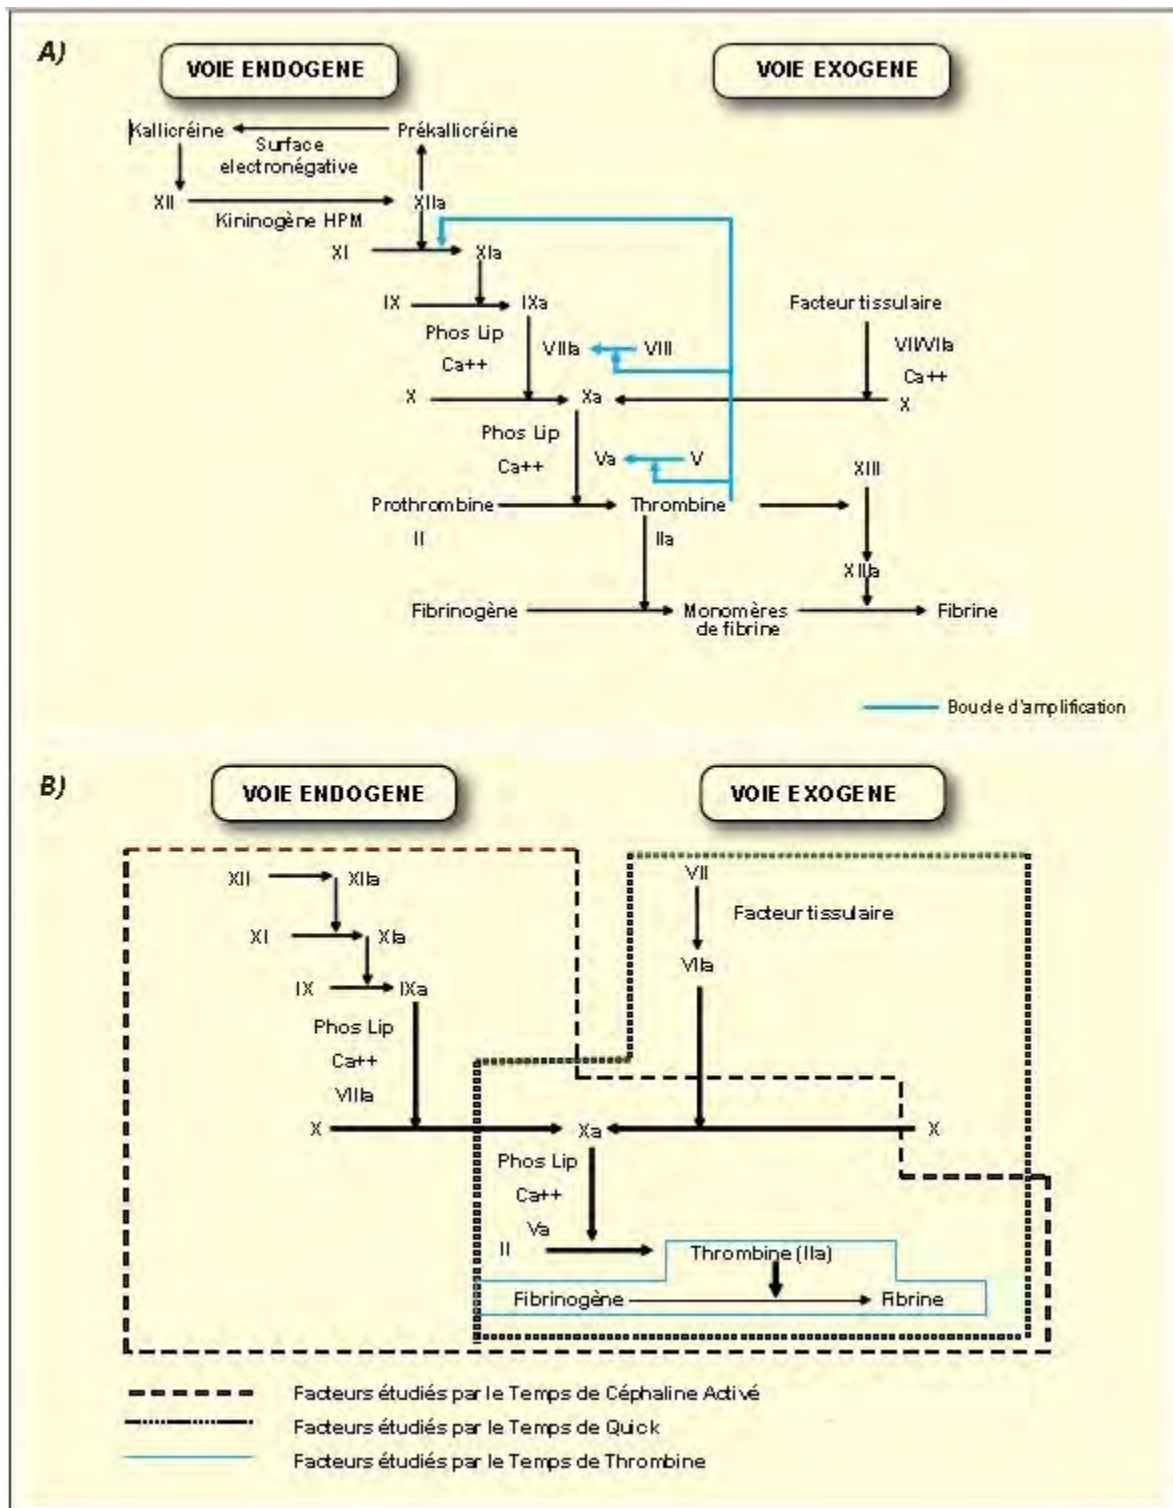 A)
VOIE ENDOGENE
VOIE EXOGENE
Kallicréine
Prékallicréine
Surface
electronégative
XII
XIIa
Kininogène HPM
XI
XIa
IX
IXa
Facteur tissulaire
Phos Lip
VIIIa
VIII
VII/VIIa
Ca++
Ca++
X
Xa
X
Phos Lip
Ca++
Va
V
XIII
Prothrombine
Thrombine
II
IIa
XIIIa
Fibrinogène
Monomères
de fibrine
Fibrine
Boucle d'amplification
B)
VOIE ENDOGENE
VOIE EXOGENE
XII
XIIa
VII
Facteur tissulaire
XI
XIa
VIIa
IX
IXa
Phos Lip
Ca++
VIIIa
X
Xa
X
Phos Lip
Ca++
Va
II
Thrombine (IIa)
Fibrinogène
Fibrine
Facteurs étudiés par le Temps de Céphaline Activé
Facteurs étudiés par le Temps de Quick
Facteurs étudiés par le Temps de Thrombine